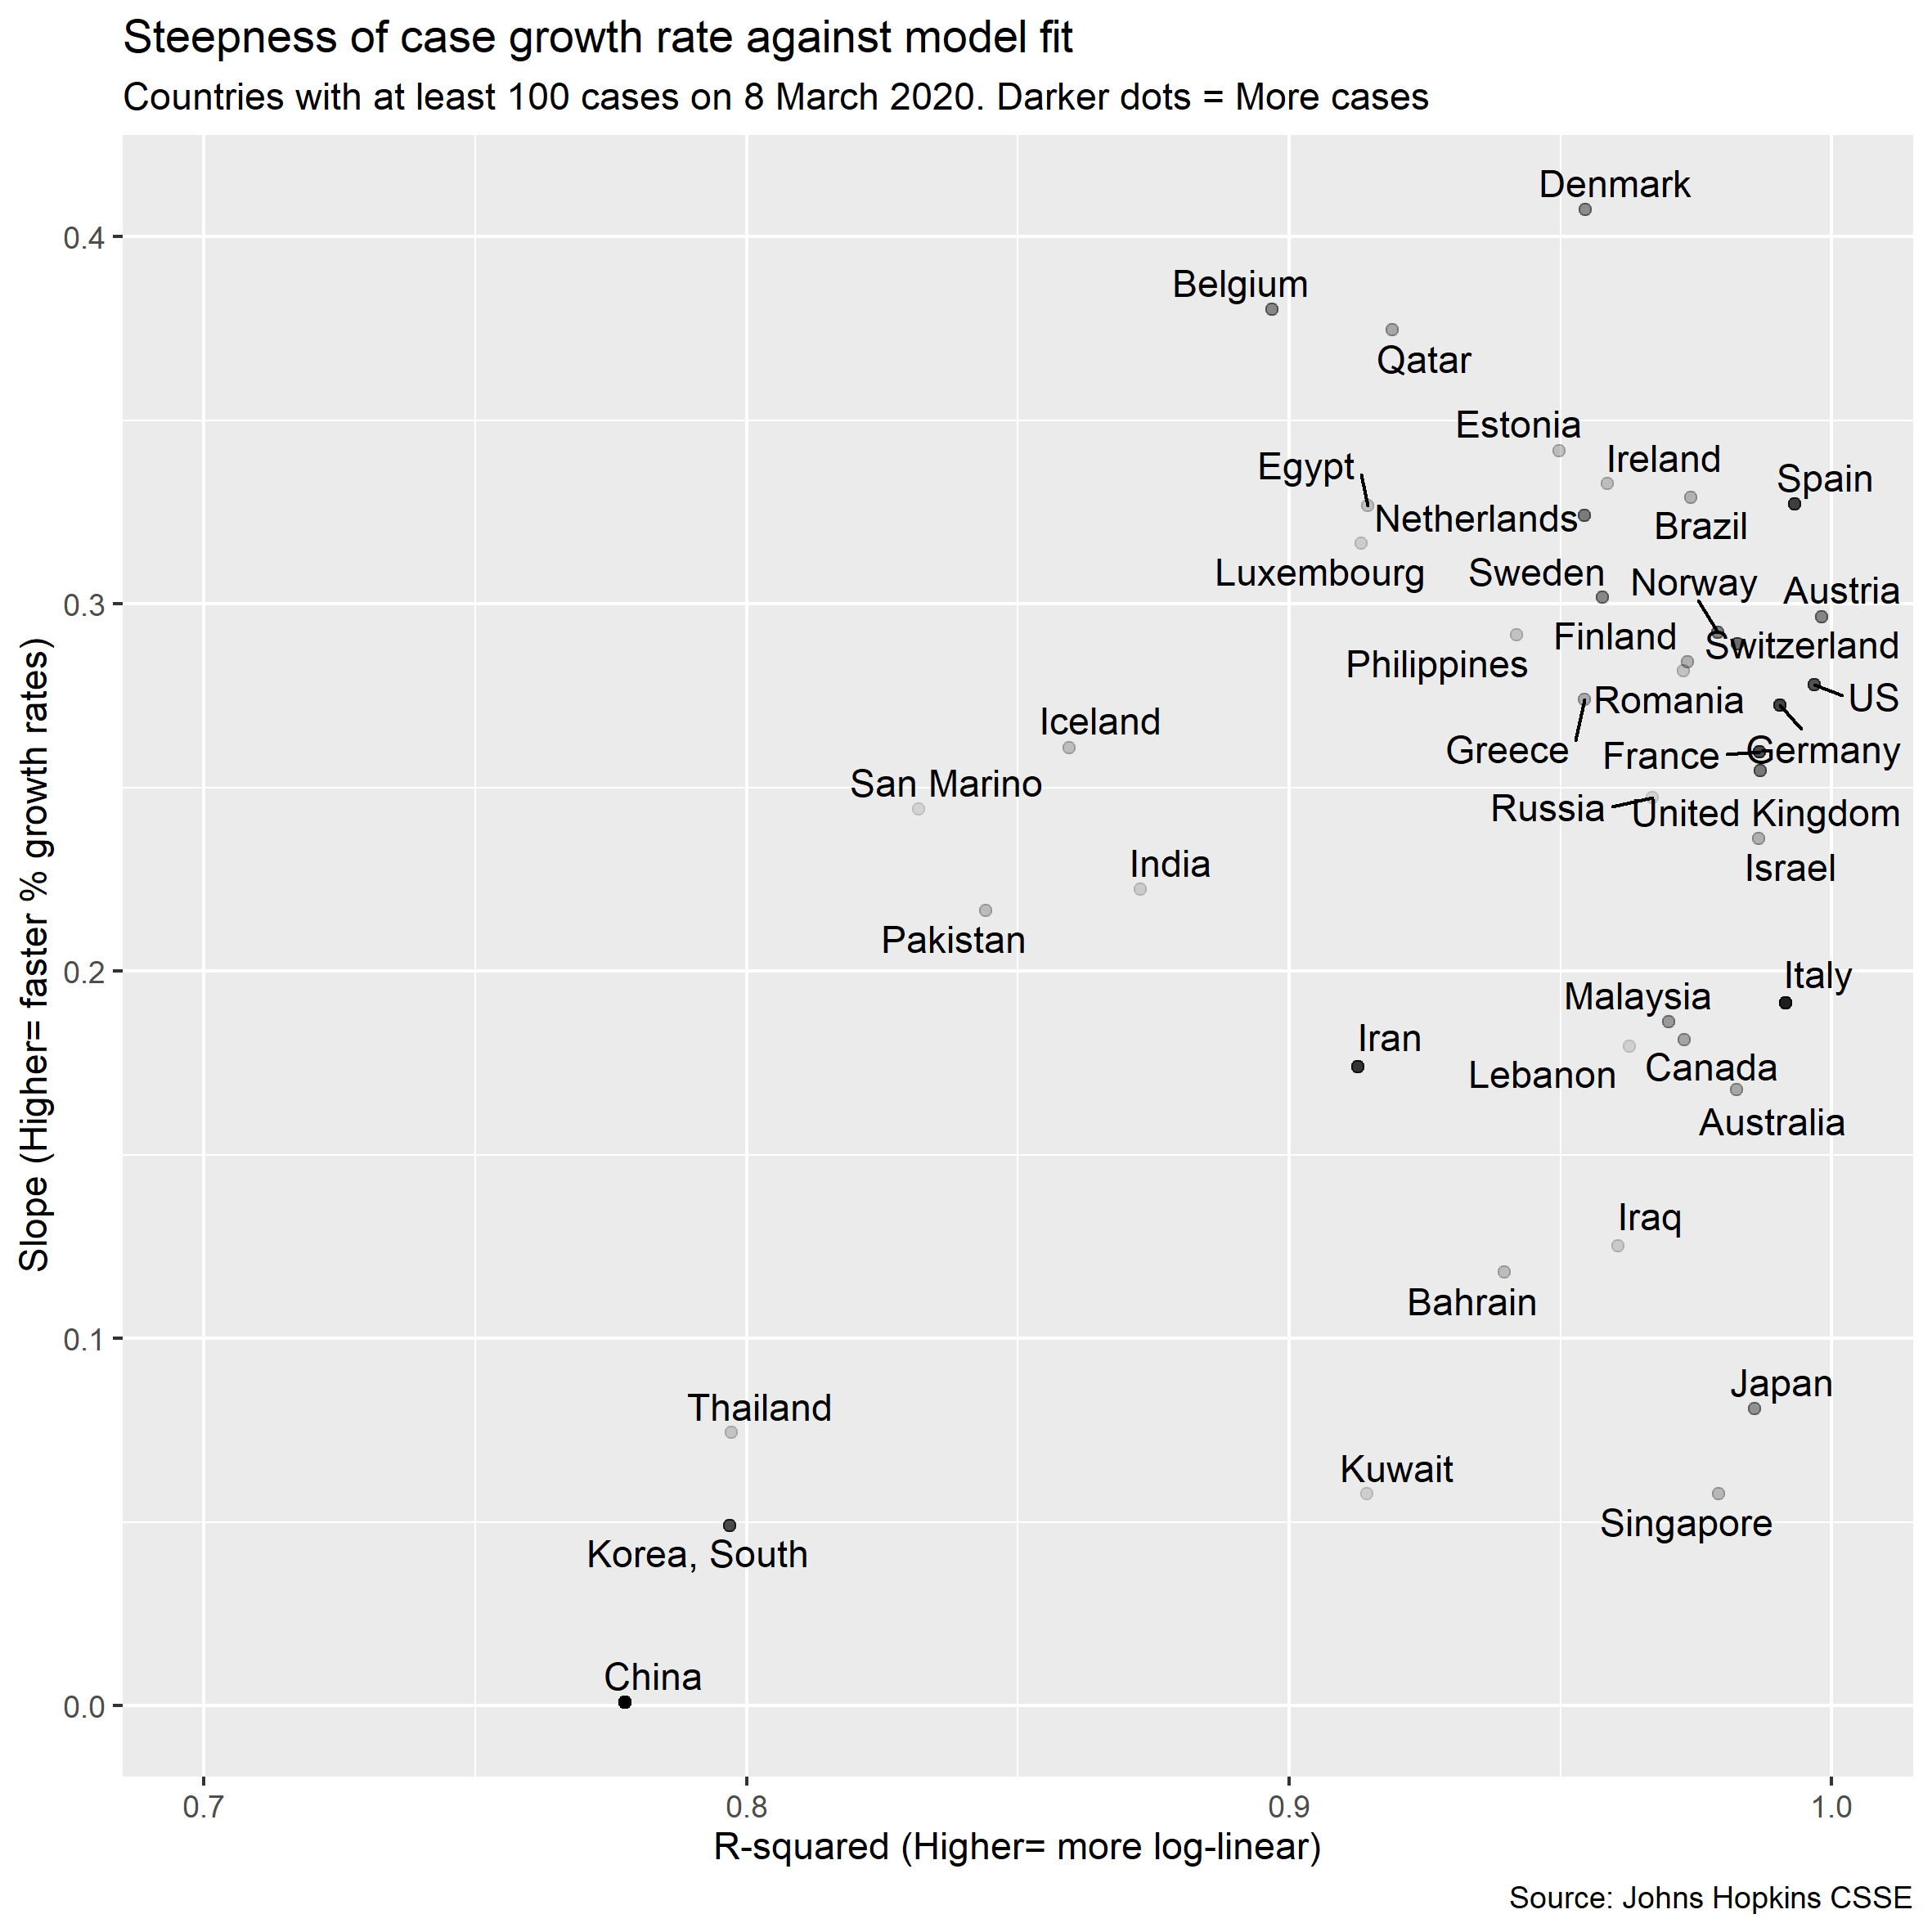 Steepness of case growth rate against model fit
Countries with at least 100 cases on 8 March 2020. Darker dots = More cases
Denmark
0.4
Belgium
Qatar
Estonia
Ireland
Egypt
Spain
Netherlands
Brazil
Luxembourg
Sweden
Norway
Austria
0.3
Finland
Switzerland
Philippines
US
Romania
Iceland
Greece
France
Germany
San Marino
Russia
United Kingdom
India
Israel
Pakistan
0.2
Italy
Malaysia
Iran
Canada
Lebanon
Australia
Iraq
Bahrain
0.1
Japan
Thailand
Kuwait
Singapore
Korea, South
China
0.0
Slope (Higher= faster % growth rates)
0.7
0.8
0.9
1.0
R-squared (Higher= more log-linear)
Source: Johns Hopkins CSSE